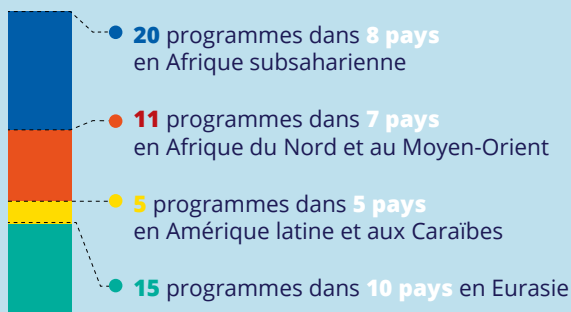 20 programmes dans 8 pays
en Afrique subsaharienne
11 programmes dans 7 pays
en Afrique du Nord et au Moyen-Orient
5 programmes dans 5 pays
en Amérique latine et aux Caraïbes
15 programmes dans 10 pays en Eurasie